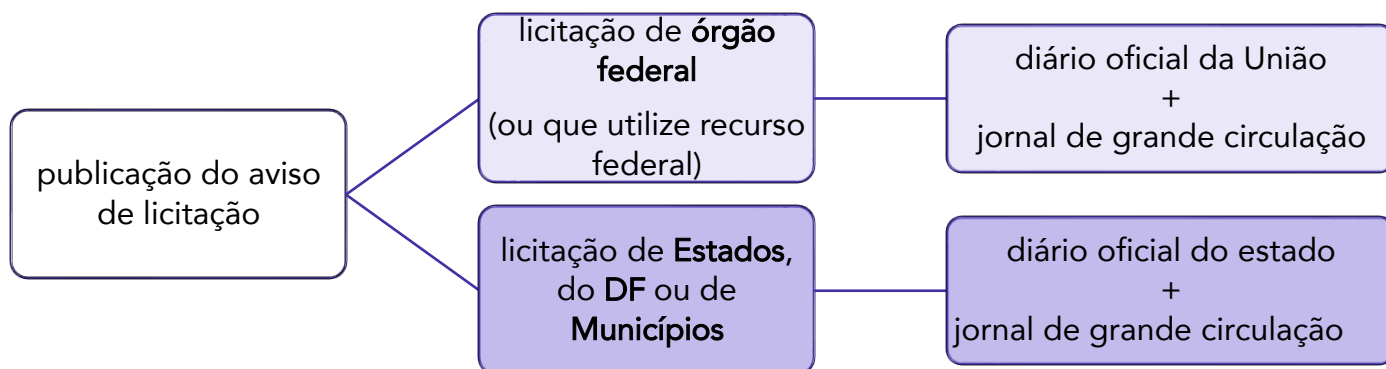 publicação do aviso
de licitação
licitação de órgão
federal
(ou que utilize recurso
federal)
diário oficial da União
+
jornal de grande circulação
licitação de Estados,
do DF ou de
Municípios
diário oficial do estado
+
jornal de grande circulação